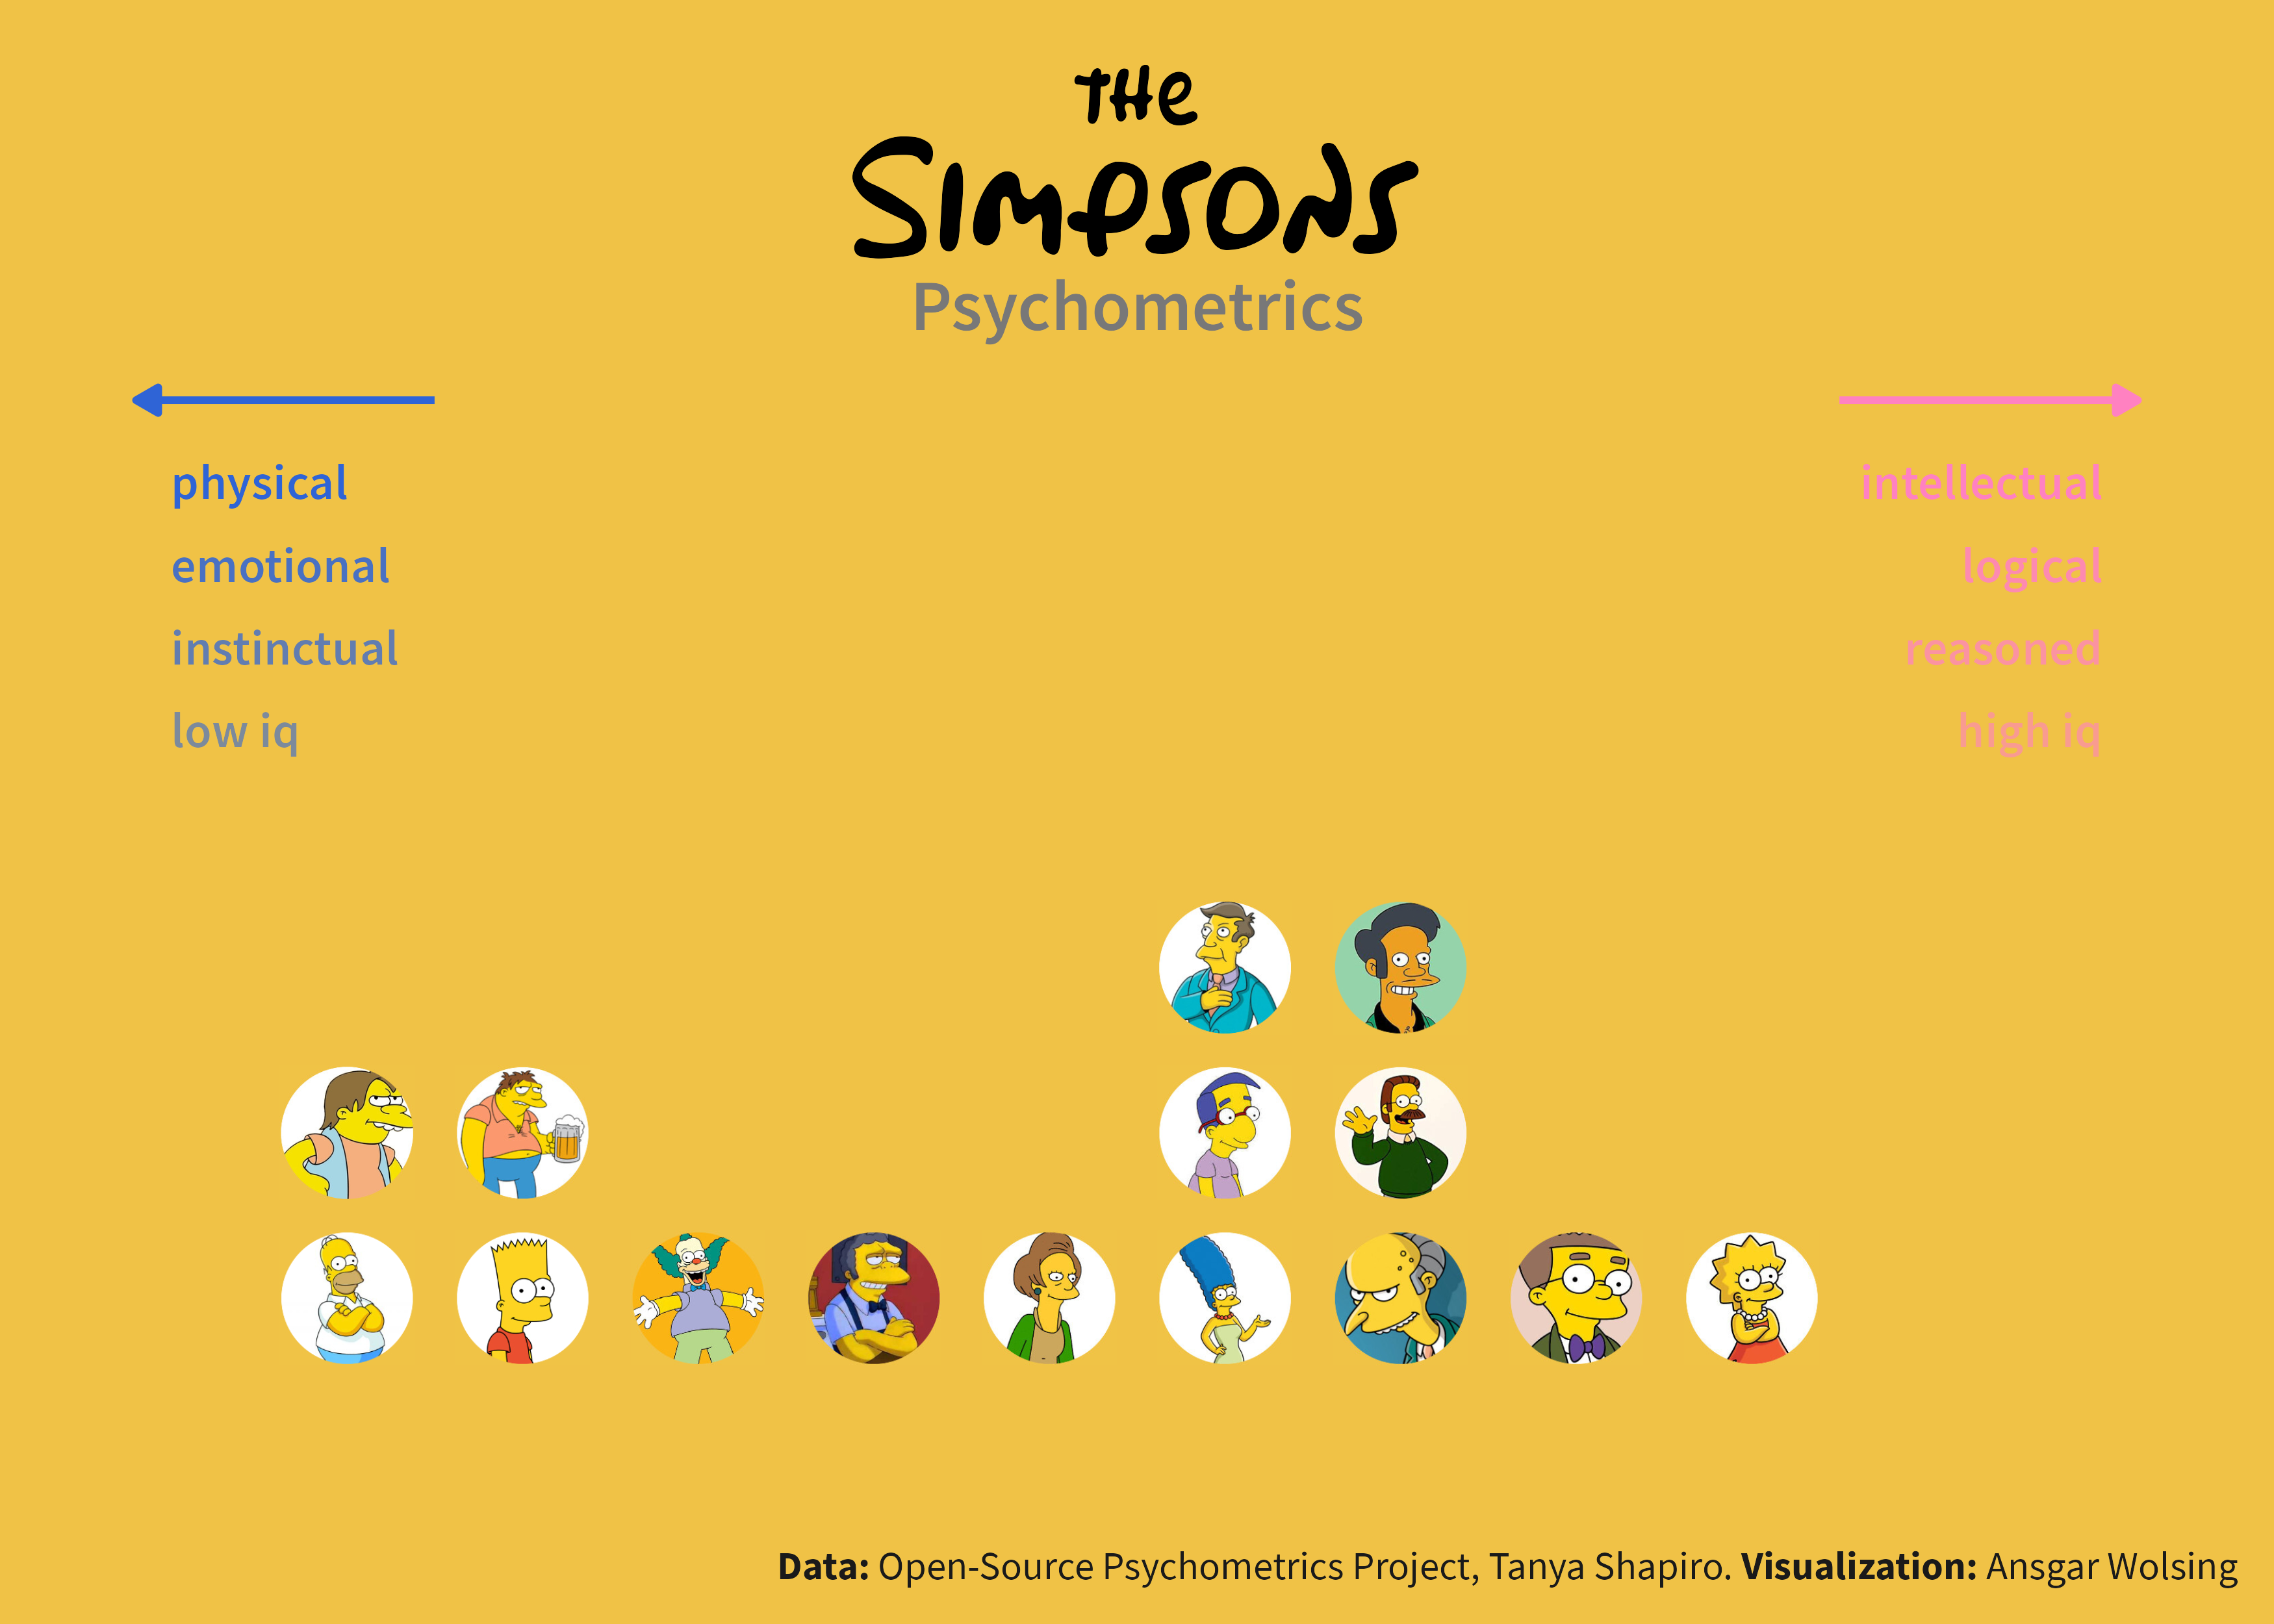 THe
SIMPSONS
Psychometrics
physical
emotional
instinctual
low iq
intellectual
logical
reasoned
high iq
Data: Open-Source Psychometrics Project, Tanya Shapiro. Visualization: Ansgar Wolsing